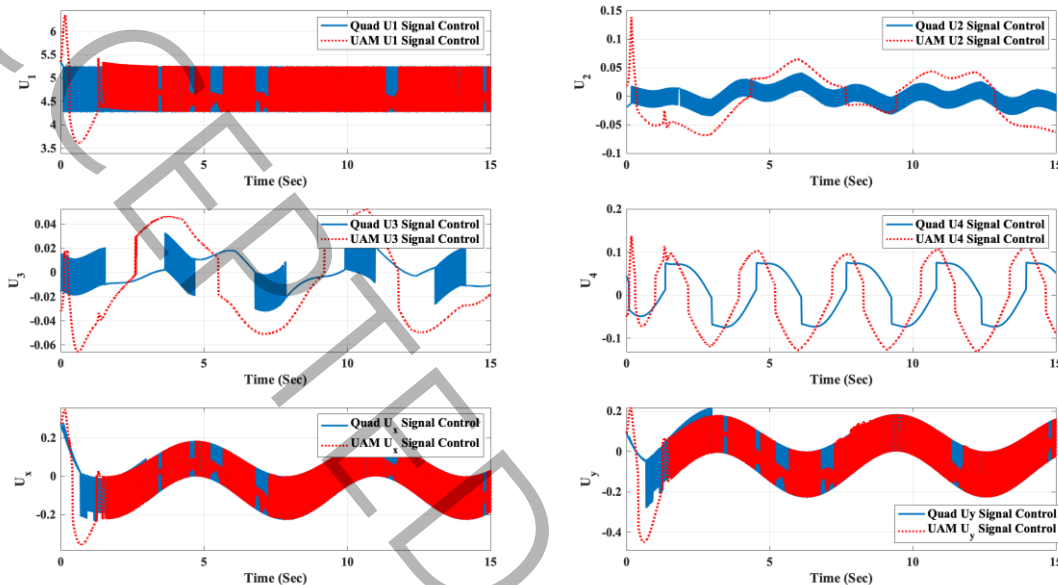 Quad U1 Signal Control
UAM U1 Signal Control
6
5.5
5
4.5
4
3.5
U1
0 5 10 15
Time (Sec)
Quad U2 Signal Control
UAM U2 Signal Control
0.15
0.1
0.05
0
-0.05
-0.1
U2
0 5 10 15
Time (Sec)
Quad U3 Signal Control
UAM U3 Signal Control
0.04
0.02
0
-0.02
-0.04
-0.06
U3
0 5 10 15
Time (Sec)
Quad U4 Signal Control
UAM U4 Signal Control
0.2
0.1
0
-0.1
U4
0 5 10 15
Time (Sec)
Quad Ux Signal Control
UAM Ux Signal Control
0.2
0
-0.2
Ux
0 5 10 15
Time (Sec)
0.2
0
-0.2
-0.4
Uy
Quad Uy Signal Control
UAM Uy Signal Control
0 5 10 15
Time (Sec)
CEPTED